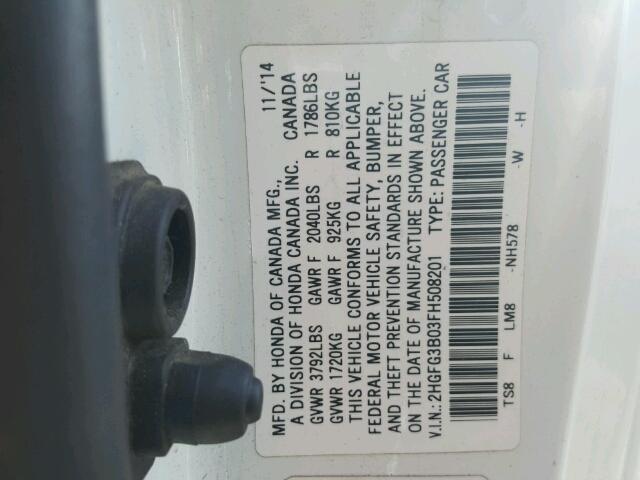 MFD. BY HONDA OF CANADA MFG., 11/'14
A DIVISION OF HONDA CANADA INC. CANADA
GVWR 3792LBS GAWR F 2040LBS R 1786LBS
GVWR 1720KG GAWR F 925KG R 810KG
THIS VEHICLE CONFORMS TO ALL APPLICABLE
FEDERAL MOTOR VEHICLE SAFETY, BUMPER,
AND THEFT PREVENTION STANDARDS IN EFFECT
ON THE DATE OF MANUFACTURE SHOWN ABOVE.
V.I.N.: 2HGFG3B03FH508201 TYPE: PASSENGER CAR
TS8 F LM8 -NH578 -W -H